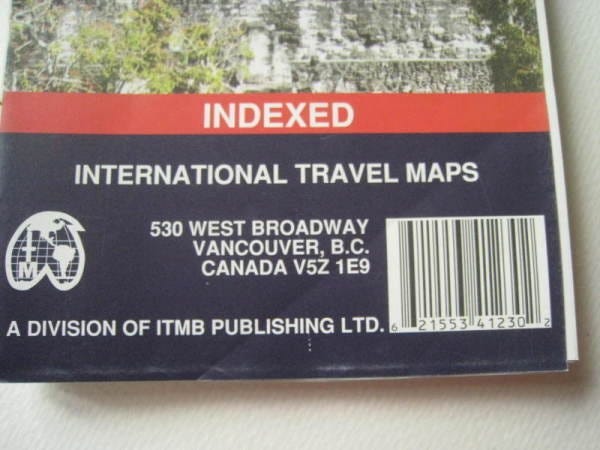 INDEXED
INTERNATIONAL TRAVEL MAPS
530 WEST BROADWAY
VANCOUVER, B.C.
CANADA V5Z 1E9
ITM
A DIVISION OF ITMB PUBLISHING LTD.
6 21553 41230 2